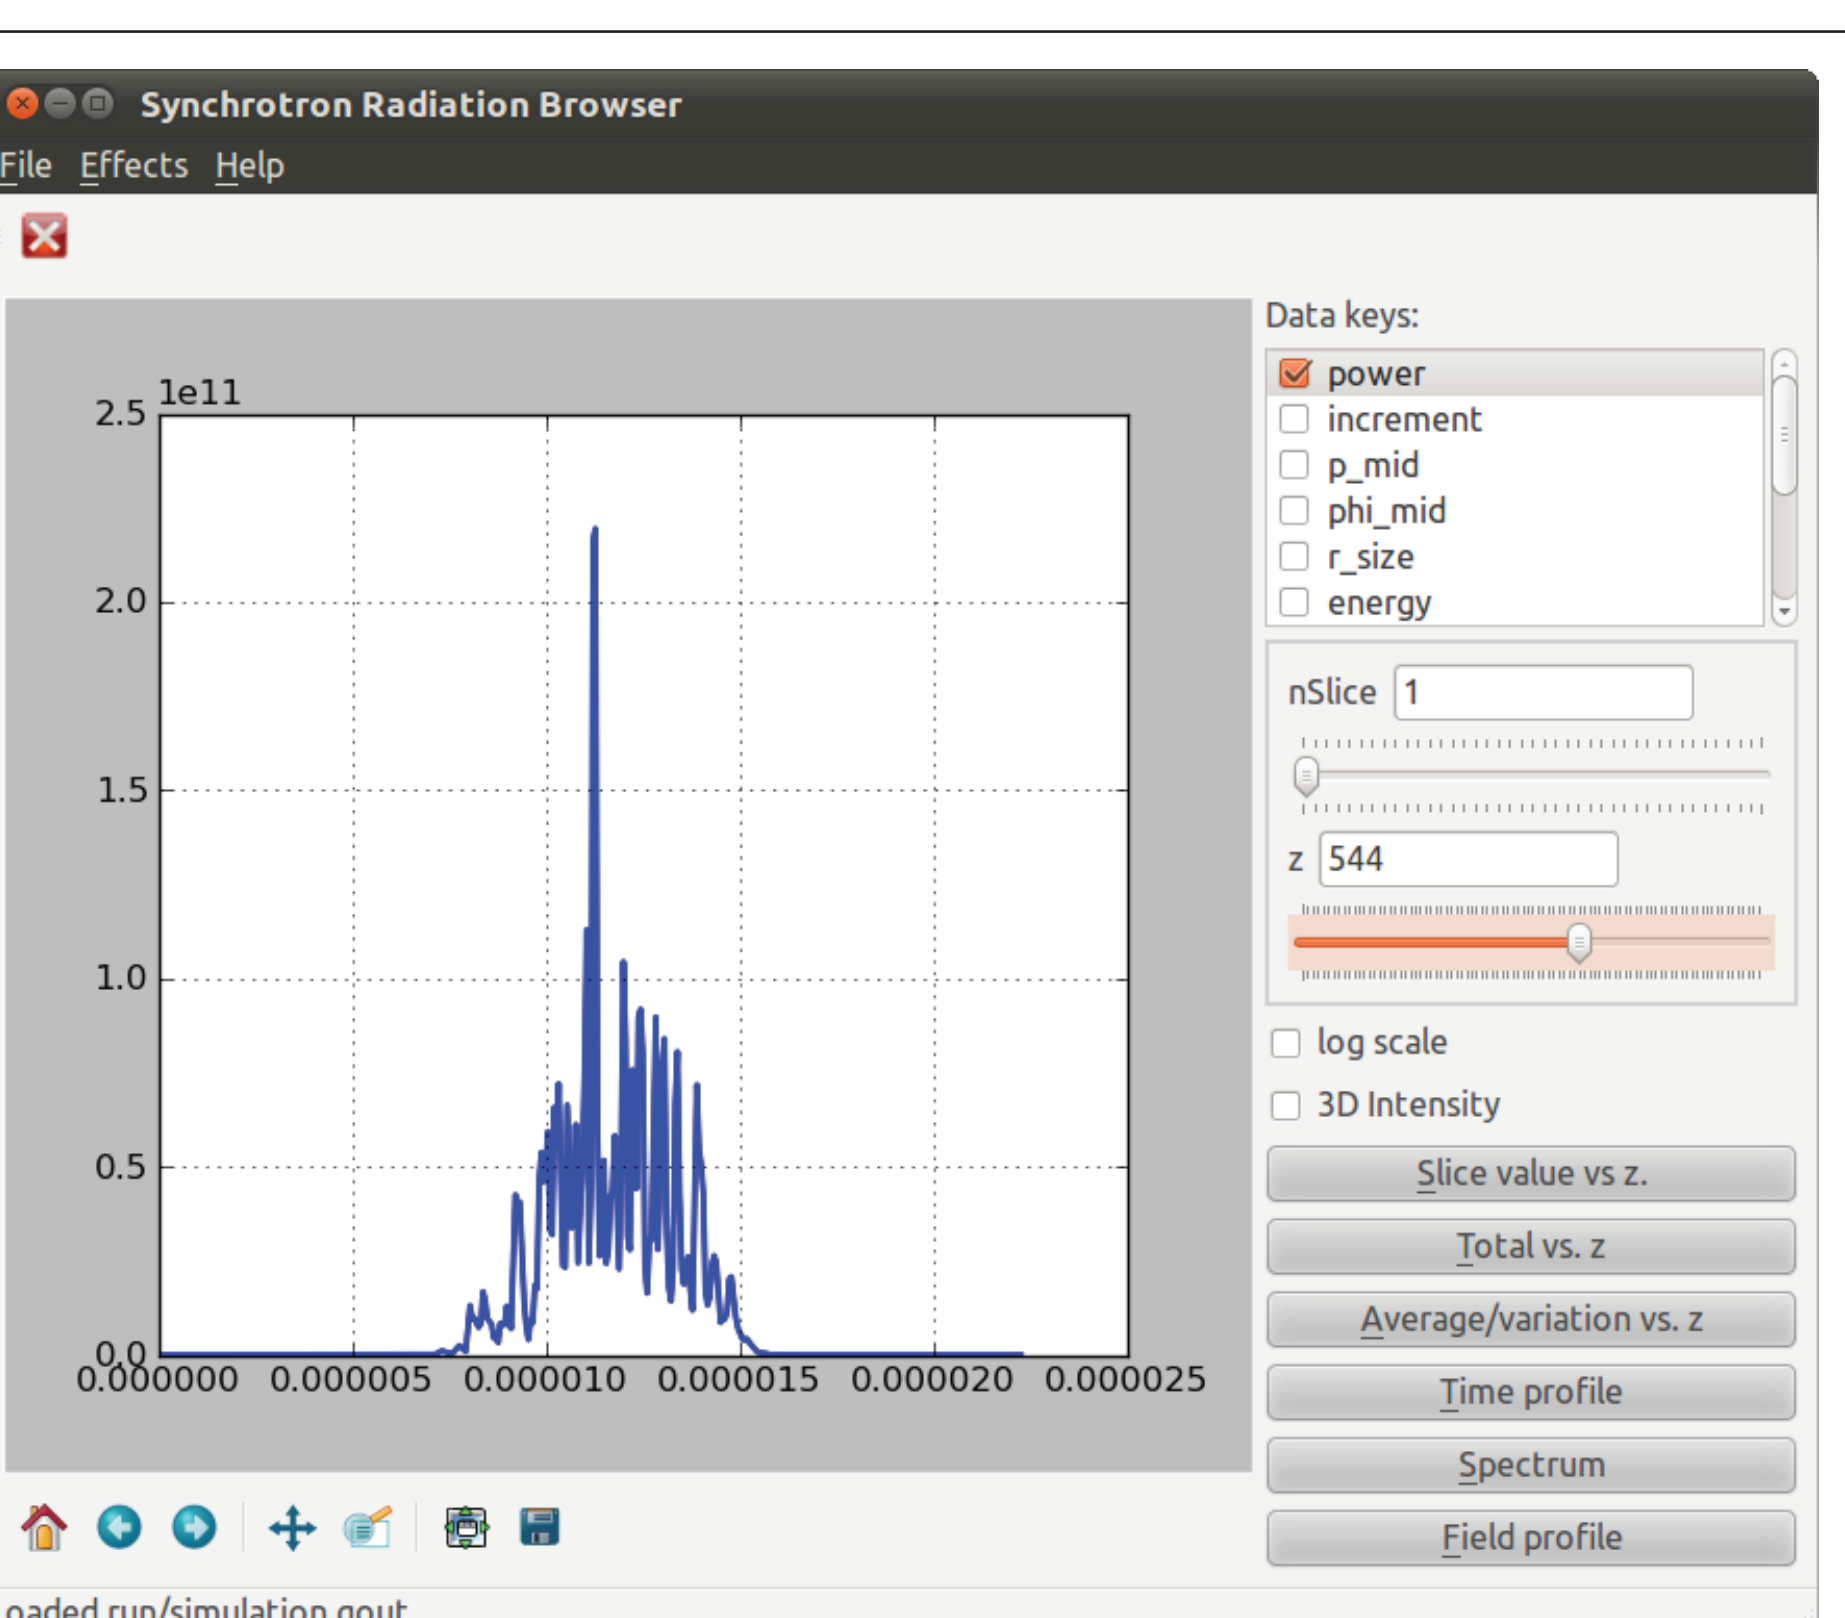 Synchrotron Radiation Browser
File Effects Help
Data keys:
power
increment
p_mid
phi_mid
r_size
energy
1e11
2.5
2.0
1.5
1.0
0.5
0.0
0.000000 0.000005 0.000010 0.000015 0.000020 0.000025
nSlice 1
z 544
log scale
3D Intensity
Slice value vs z.
Total vs. z
Average/variation vs. z
Time profile
Spectrum
Field profile
oaded run/simulation.gout